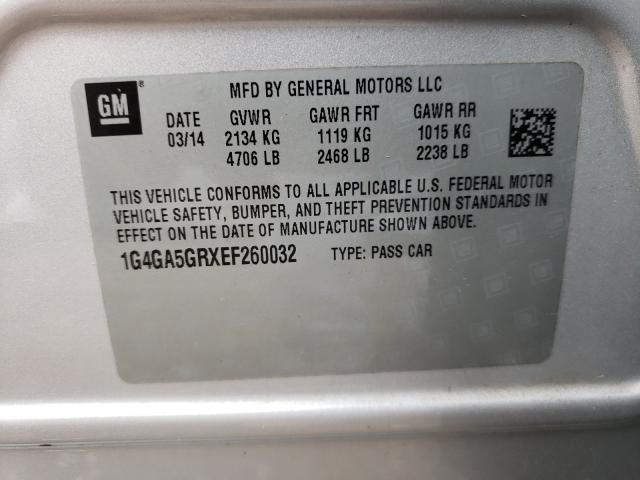 GM
®
MFD BY GENERAL MOTORS LLC
DATE GVWR GAWR FRT GAWR RR
03/14 2134 KG 1119 KG 1015 KG
4706 LB 2468 LB 2238 LB
THIS VEHICLE CONFORMS TO ALL APPLICABLE U.S. FEDERAL MOTOR
VEHICLE SAFETY, BUMPER, AND THEFT PREVENTION STANDARDS IN
EFFECT ON THE DATE OF MANUFACTURE SHOWN ABOVE.
1G4GA5GRXEF260032 TYPE: PASS CAR